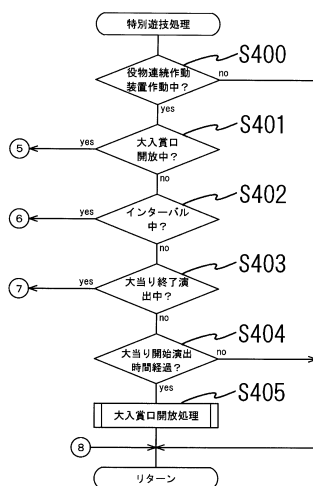 特別遊技処理
S400
役物連続作動
装置作動中?
no
yes
S401
大入賞口
開放中?
yes
⑤
no
S402
インターバル
中?
yes
⑥
no
S403
大当り終了演
出中?
yes
⑦
no
S404
大当り開始演出
時間経過?
no
yes
S405
大入賞口開放処理
⑧
リターン